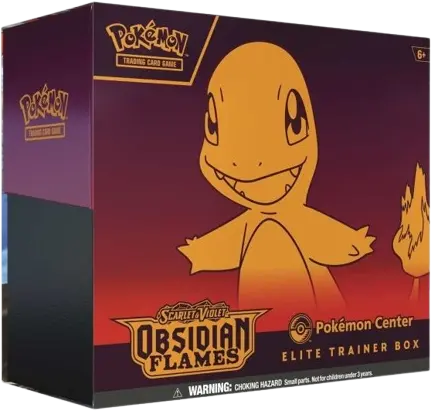 POKéMON
TRADING CARD GAME
6+
POKéMON
TRADING CARD GAME
SCARLET & VIOLET
OBSIDIAN
FLAMES
Pokémon Center
ELITE TRAINER BOX
WARNING: CHOKING HAZARD Small parts. Not for children under 3 years.